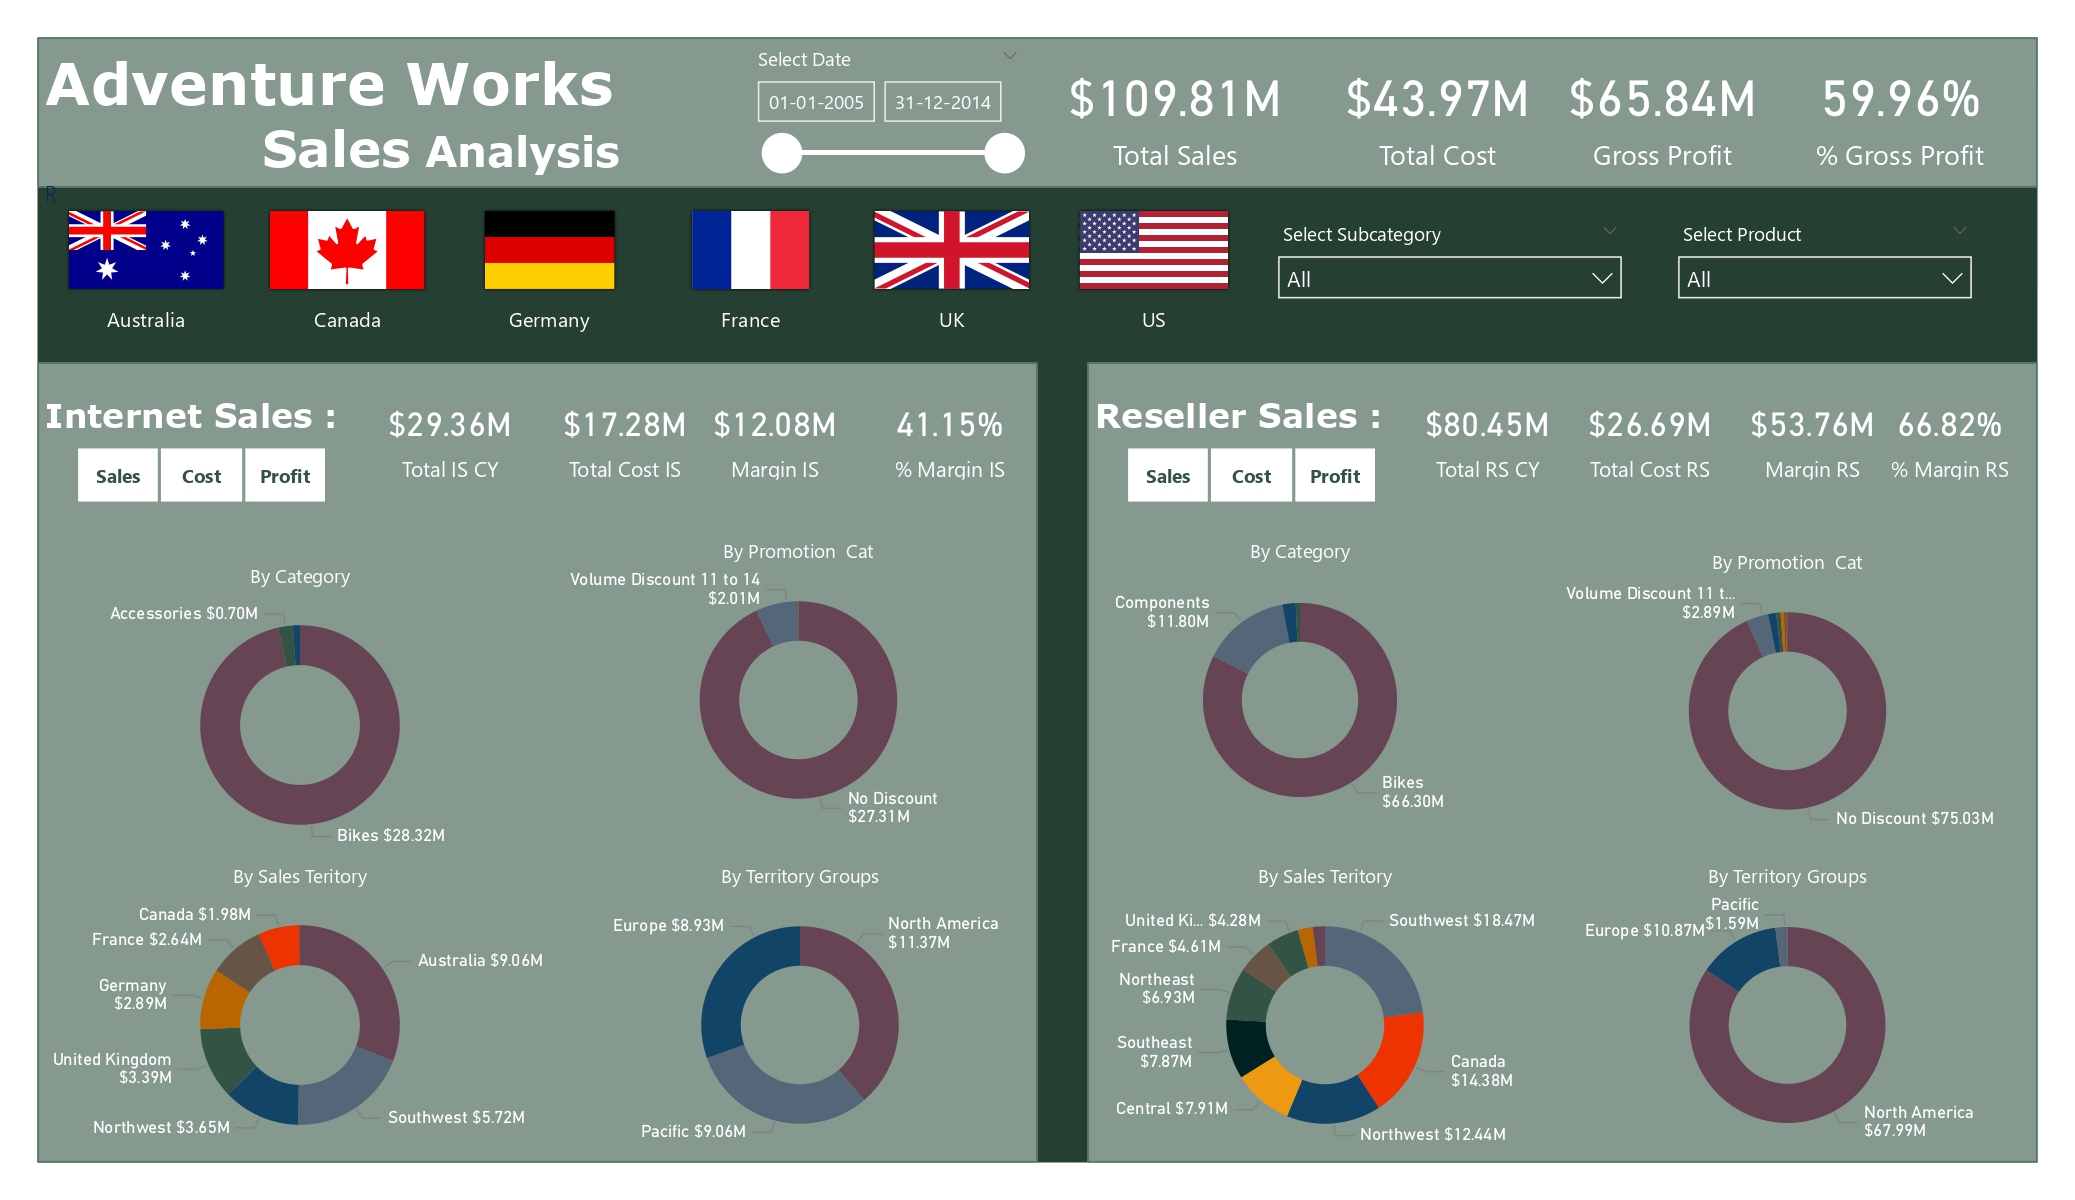 Adventure Works
Sales Analysis
Select Date
01-01-2005
31-12-2014
$109.81M
Total Sales
$43.97M
Total Cost
$65.84M
Gross Profit
59.96%
% Gross Profit
R
Australia
Canada
Germany
France
UK
US
Select Subcategory
All
Select Product
All
Internet Sales :
Sales
Cost
Profit
$29.36M
Total IS CY
$17.28M
Total Cost IS
$12.08M
Margin IS
41.15%
% Margin IS
By Category
Accessories $0.70M
Bikes $28.32M
By Promotion  Cat
Volume Discount 11 to 14
$2.01M
No Discount
$27.31M
By Sales Teritory
Canada $1.98M
France $2.64M
Germany
$2.89M
United Kingdom
$3.39M
Northwest $3.65M
Australia $9.06M
Southwest $5.72M
By Territory Groups
Europe $8.93M
North America
$11.37M
Pacific $9.06M
Reseller Sales :
Sales
Cost
Profit
$80.45M
Total RS CY
$26.69M
Total Cost RS
$53.76M
Margin RS
66.82%
% Margin RS
By Category
Components
$11.80M
Bikes
$66.30M
By Promotion  Cat
Volume Discount 11 t...
$2.89M
No Discount $75.03M
By Sales Teritory
United Ki... $4.28M
France $4.61M
Northeast
$6.93M
Southeast
$7.87M
Central $7.91M
Southwest $18.47M
Canada
$14.38M
Northwest $12.44M
By Territory Groups
Pacific
$1.59M
Europe $10.87M
North America
$67.99M